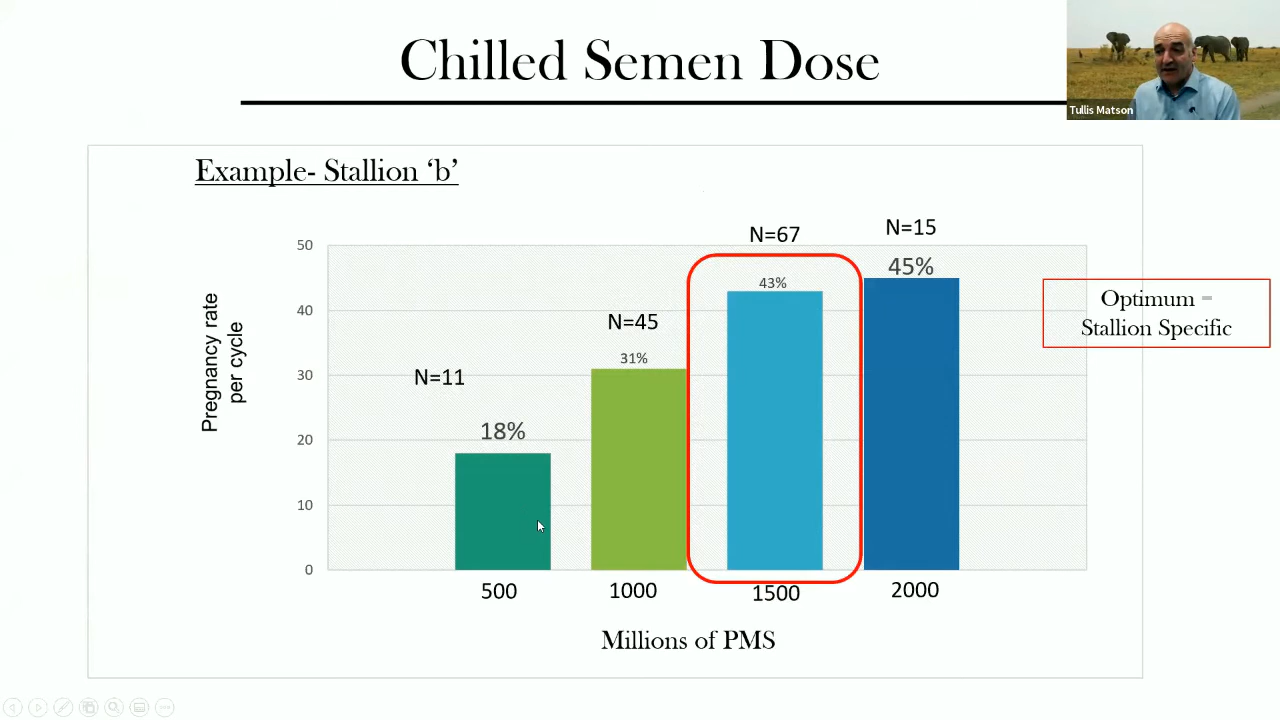 Chilled Semen Dose
Tullis Matson
Example- Stallion ‘b’
N=67
N=15
50
45%
43%
Optimum =
Stallion Specific
40
N=45
31%
30
N=11
18%
20
10
0
Pregnancy rate
per cycle
500
1000
1500
2000
Millions of PMS